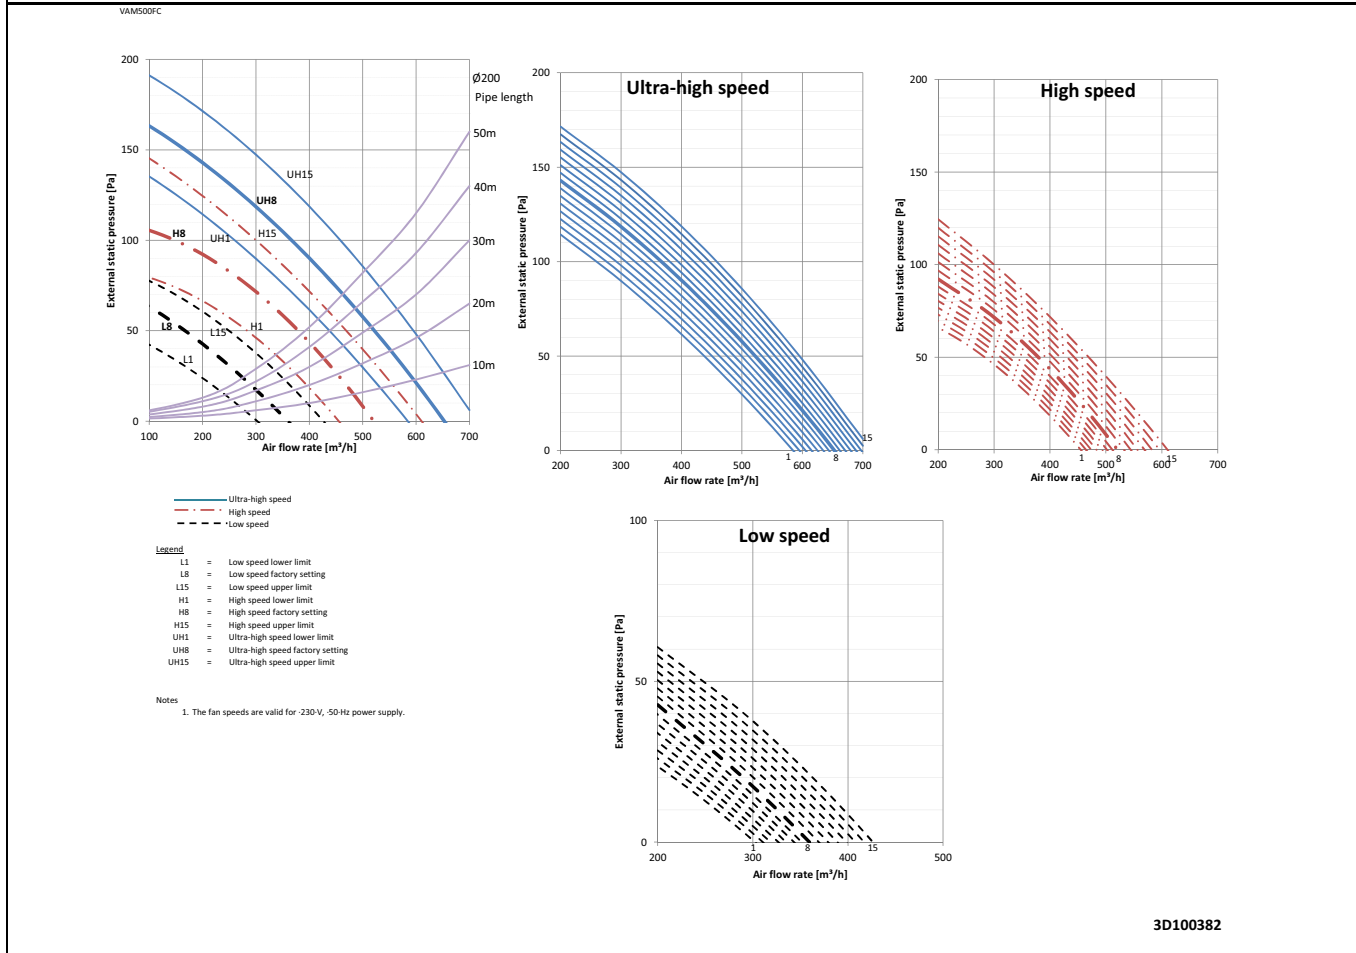 VAM500FC
200
150
100
50
0
External static pressure [Pa]
100 200 300 400 500 600 700
Air flow rate [m³/h]
Ø200
Pipe length
50m
40m
30m
20m
10m
UH15
UH8
H15
UH1
H8
H1
L15
L8
L1
Ultra-high speed
200
150
100
50
0
External static pressure [Pa]
200 300 400 500 600 700
1 8 15
Air flow rate [m³/h]
High speed
200
150
100
50
0
External static pressure [Pa]
200 300 400 500 600 700
1 8 15
Air flow rate [m³/h]
Ultra-high speed
High speed
Low speed
Legend
L1 = Low speed lower limit
L8 = Low speed factory setting
L15 = Low speed upper limit
H1 = High speed lower limit
H8 = High speed factory setting
H15 = High speed upper limit
UH1 = Ultra-high speed lower limit
UH8 = Ultra-high speed factory setting
UH15 = Ultra-high speed upper limit
Notes
1. The fan speeds are valid for ·230·V, ·50·Hz power supply.
Low speed
100
50
0
External static pressure [Pa]
200 300 400 500
1 8 15
Air flow rate [m³/h]
3D100382